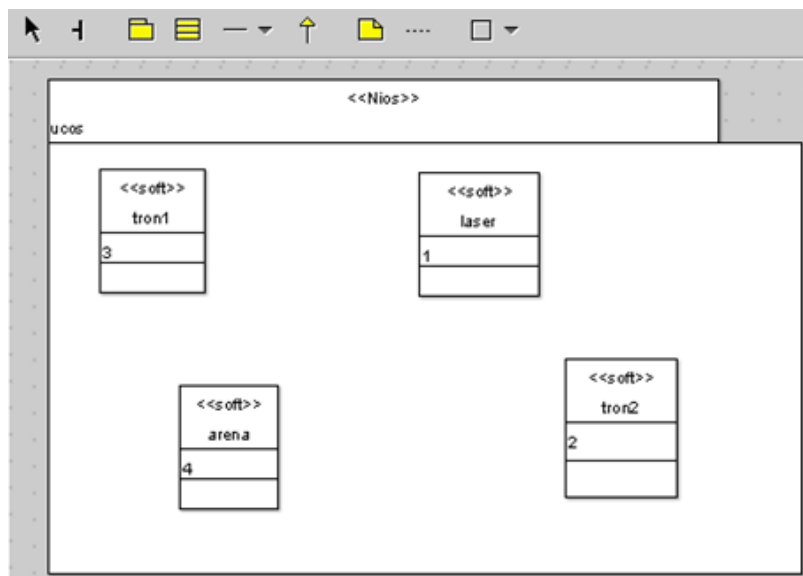 <<Nios>>
ucos
<<soft>>
tron1
3
<<soft>>
laser
1
<<soft>>
arena
4
<<soft>>
tron2
2